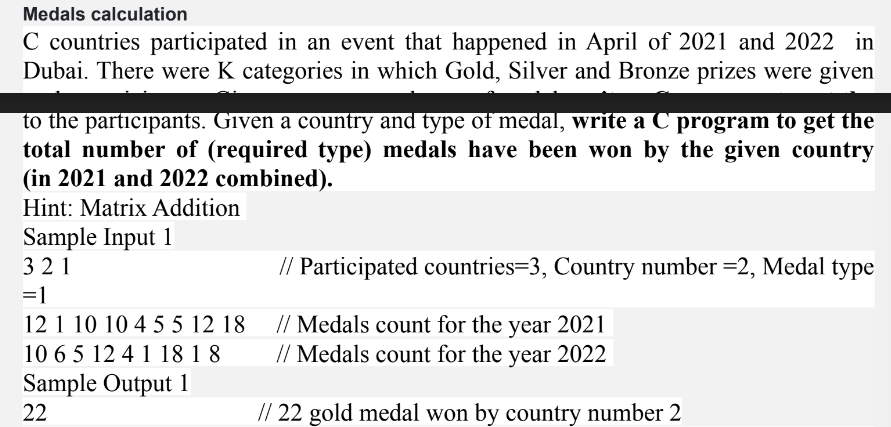 Medals calculation
C countries participated in an event that happened in April of 2021 and 2022 in
Dubai. There were K categories in which Gold, Silver and Bronze prizes were given
to the participants. Given a country and type of medal, write a C program to get the
total number of (required type) medals have been won by the given country
(in 2021 and 2022 combined).
Hint: Matrix Addition
Sample Input 1
3 2 1 // Participated countries=3, Country number =2, Medal type
=1
12 1 10 10 4 5 5 12 18 // Medals count for the year 2021
10 6 5 12 4 1 18 1 8 // Medals count for the year 2022
Sample Output 1
22 // 22 gold medal won by country number 2